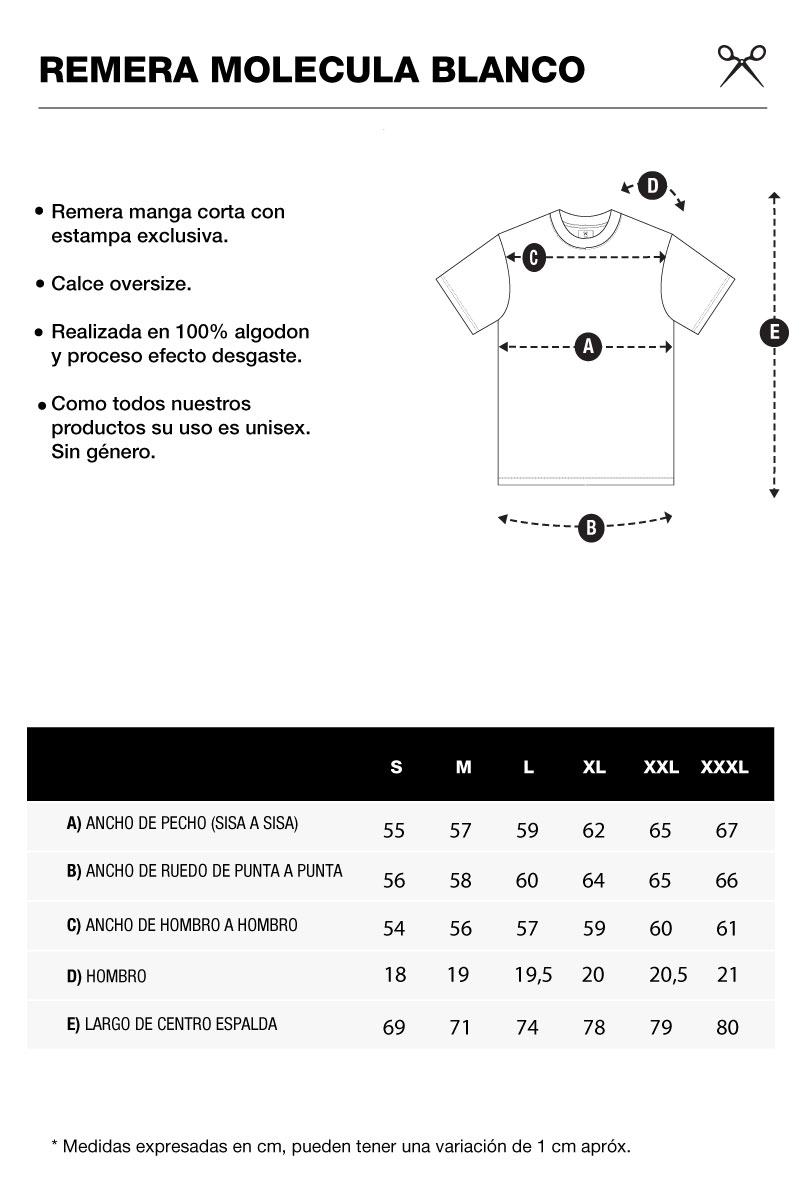 REMERA MOLECULA BLANCO
• Remera manga corta con
estampa exclusiva.
• Calce oversize.
• Realizada en 100% algodon
y proceso efecto desgaste.
• Como todos nuestros
productos su uso es unisex.
Sin género.
D
C
E
A
B
S M L XL XXL XXXL
A) ANCHO DE PECHO (SISA A SISA) 55 57 59 62 65 67
B) ANCHO DE RUEDO DE PUNTA A PUNTA 56 58 60 64 65 66
C) ANCHO DE HOMBRO A HOMBRO 54 56 57 59 60 61
D) HOMBRO 18 19 19,5 20 20,5 21
E) LARGO DE CENTRO ESPALDA 69 71 74 78 79 80
* Medidas expresadas en cm, pueden tener una variación de 1 cm apróx.